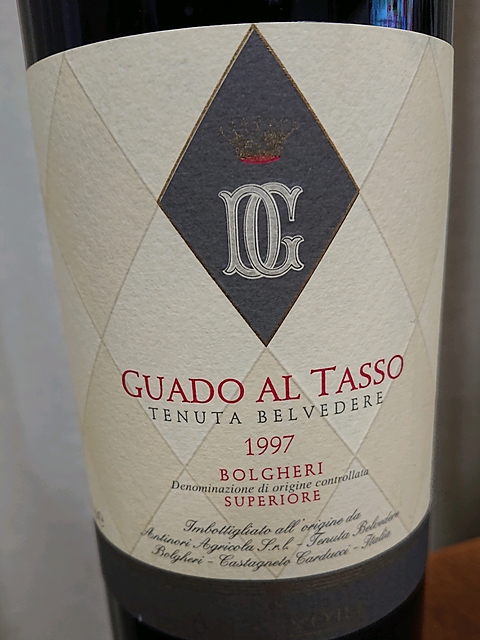 DG
GUADO AL TASSO
TENUTA BELVEDERE
1997
BOLGHERI
Denominazione di origine controllata
SUPERIORE
Imbottigliato all'origine da
Antinori Agricola S.r.l. - Tenuta Belvedere
Bolgheri - Castagneto Carducci - Italia